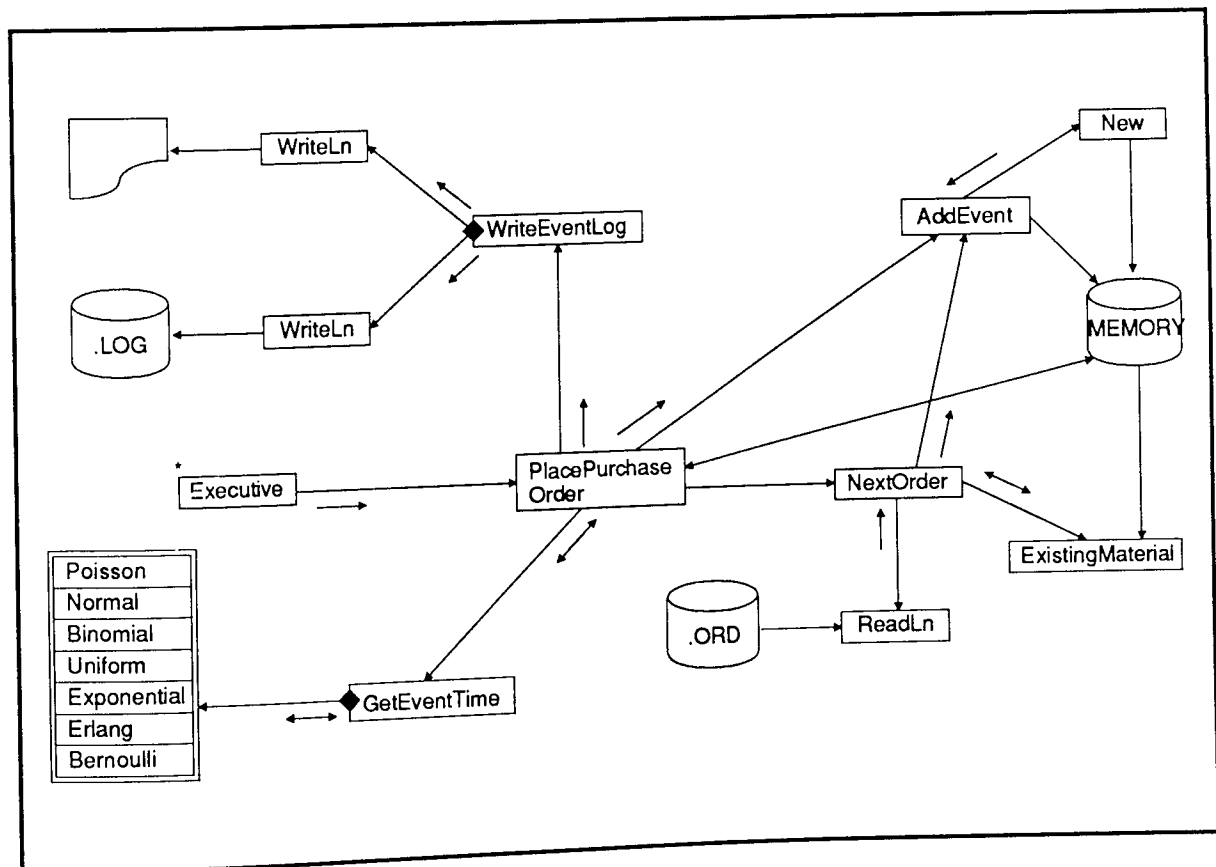 New
WriteLn
AddEvent
WriteEventLog
WriteLn
.LOG
MEMORY
*
Executive
PlacePurchase
Order
NextOrder
ExistingMaterial
.ORD
ReadLn
Poisson
Normal
Binomial
Uniform
Exponential
Erlang
Bernoulli
GetEventTime